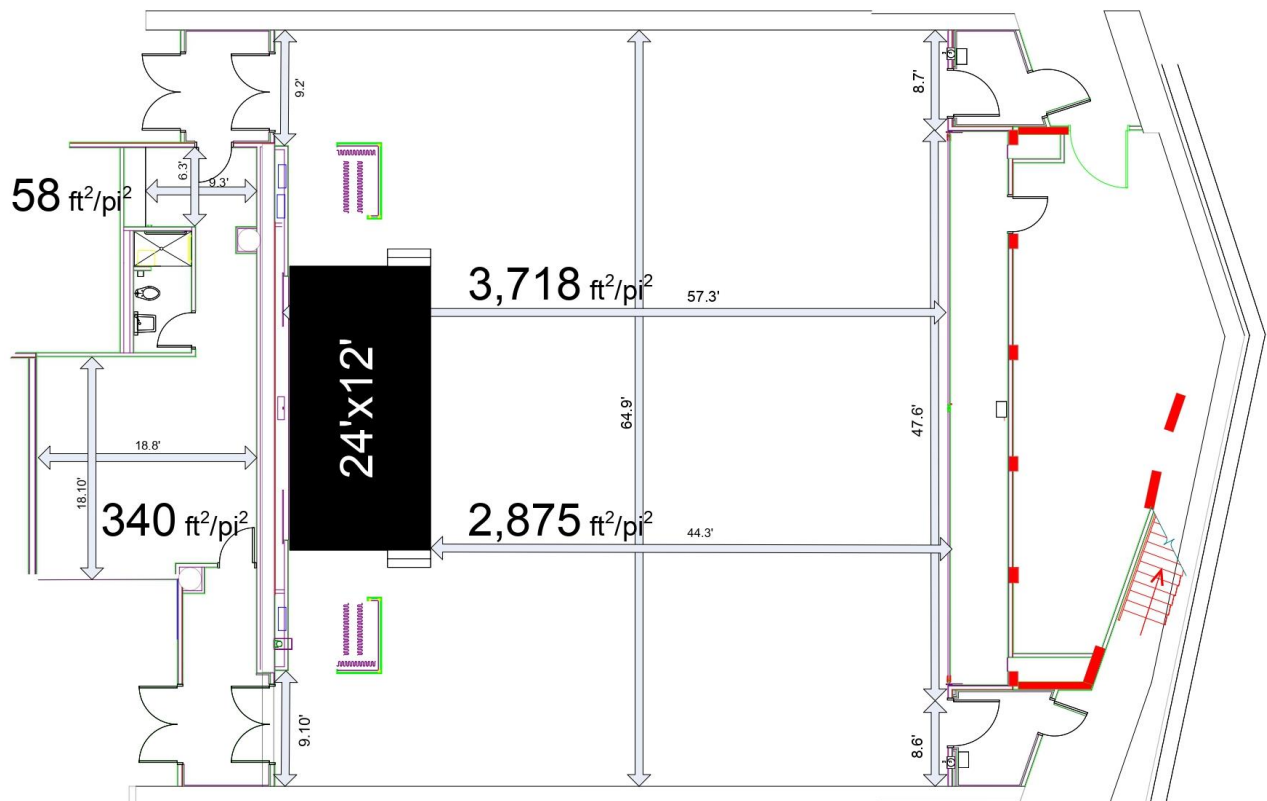 9.2'
8.7'
6.3'
9.3'
58 ft²/pi²
3,718 ft²/pi²
57.3'
24'x12'
64.9'
47.6'
18.8'
18.10'
340 ft²/pi²
2,875 ft²/pi²
44.3'
9.10'
8.6'